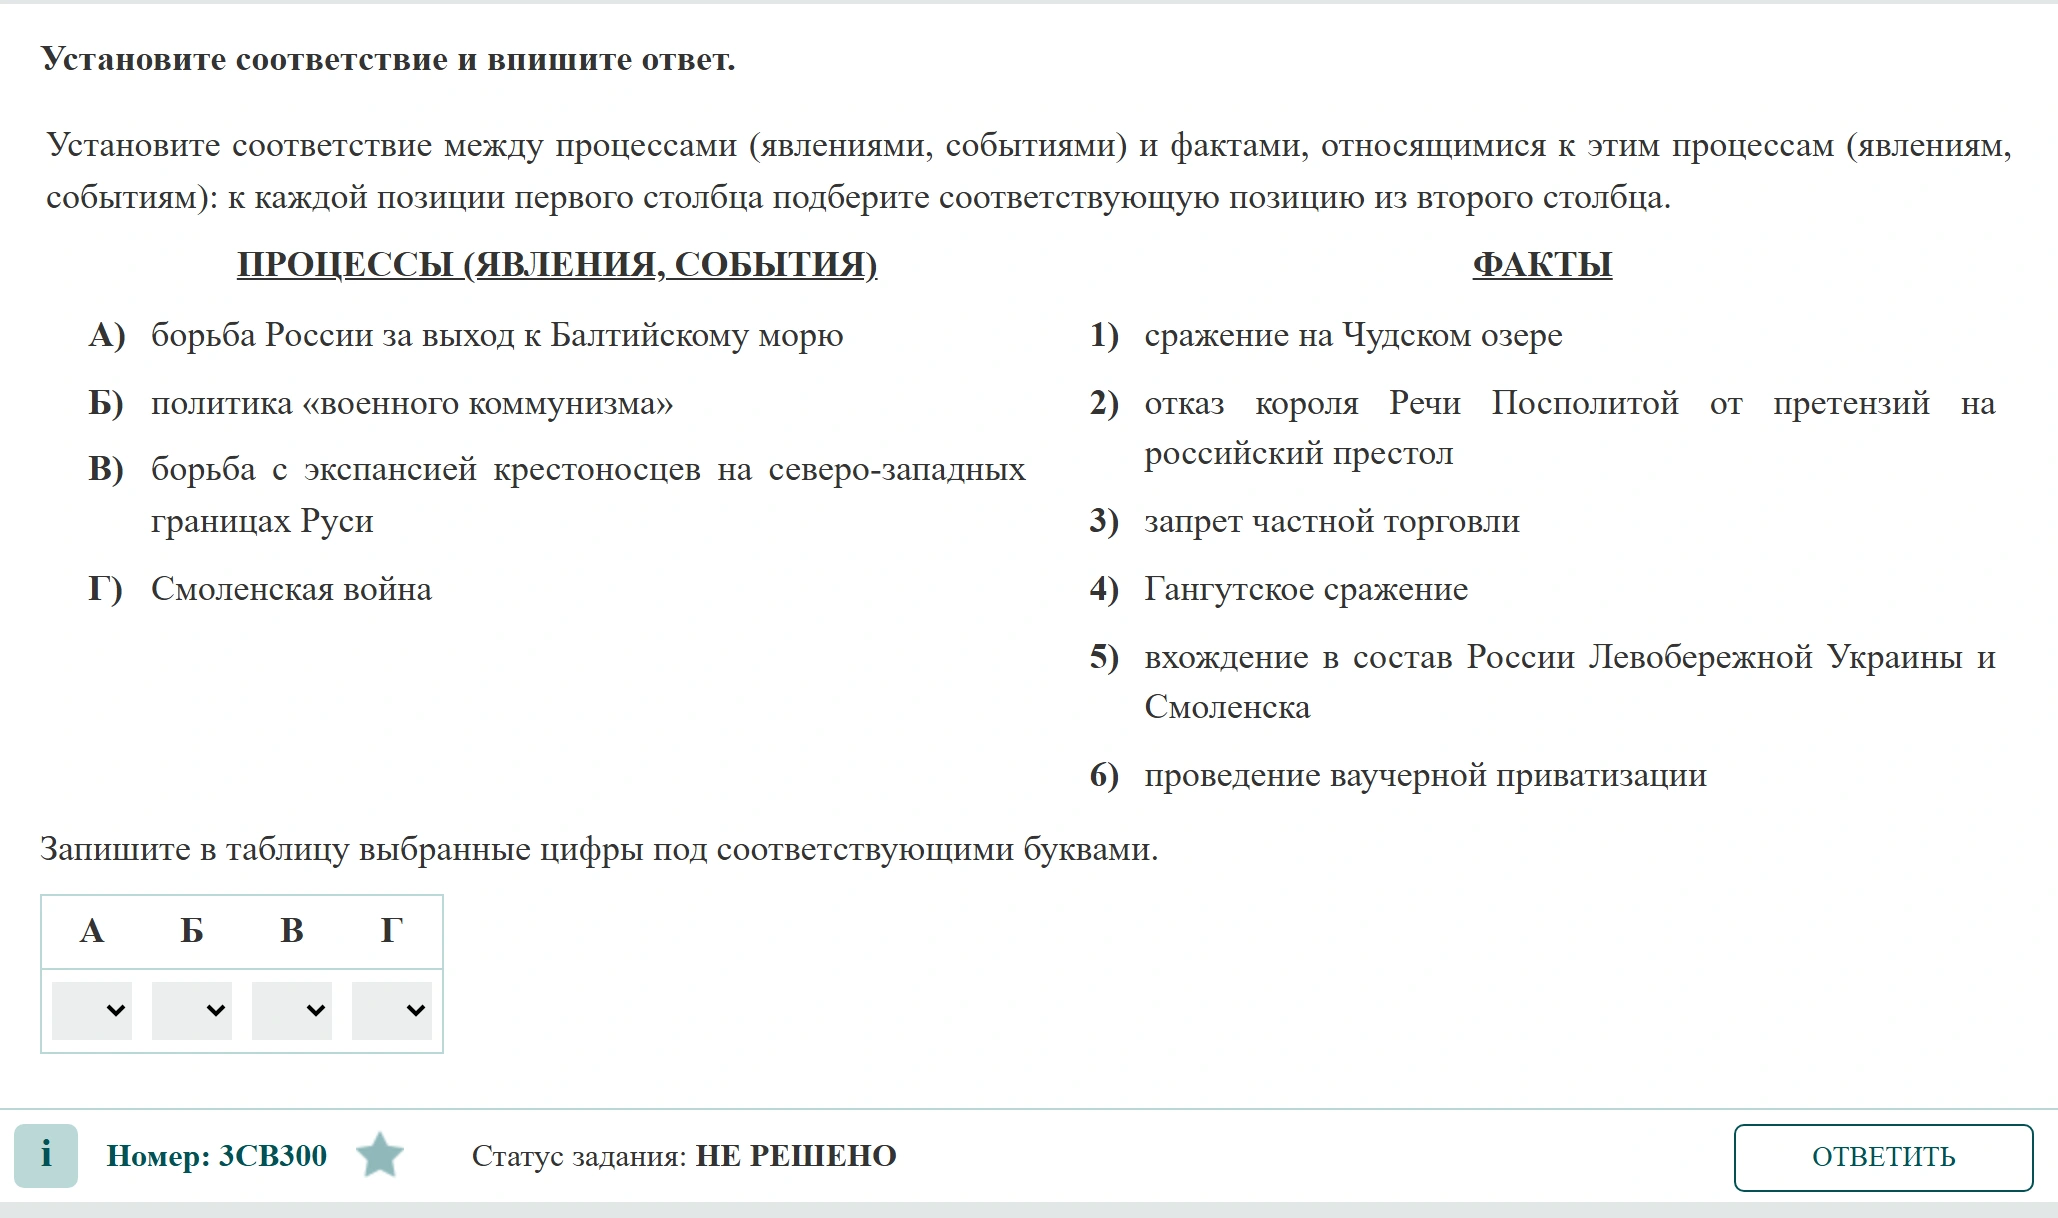 Установите соответствие и впишите ответ.
Установите соответствие между процессами (явлениями, событиями) и фактами, относящимися к этим процессам (явлениям,
событиям): к каждой позиции первого столбца подберите соответствующую позицию из второго столбца.
ПРОЦЕССЫ (ЯВЛЕНИЯ, СОБЫТИЯ)
А) борьба России за выход к Балтийскому морю
Б) политика «военного коммунизма»
В) борьба с экспансией крестоносцев на северо-западных
границах Руси
Г) Смоленская война
ФАКТЫ
1) сражение на Чудском озере
2) отказ короля Речи Посполитой от претензий на
российский престол
3) запрет частной торговли
4) Гангутское сражение
5) вхождение в состав России Левобережной Украины и
Смоленска
6) проведение ваучерной приватизации
Запишите в таблицу выбранные цифры под соответствующими буквами.
А Б В Г
i Номер: 3CB300 Статус задания: НЕ РЕШЕНО ОТВЕТИТЬ